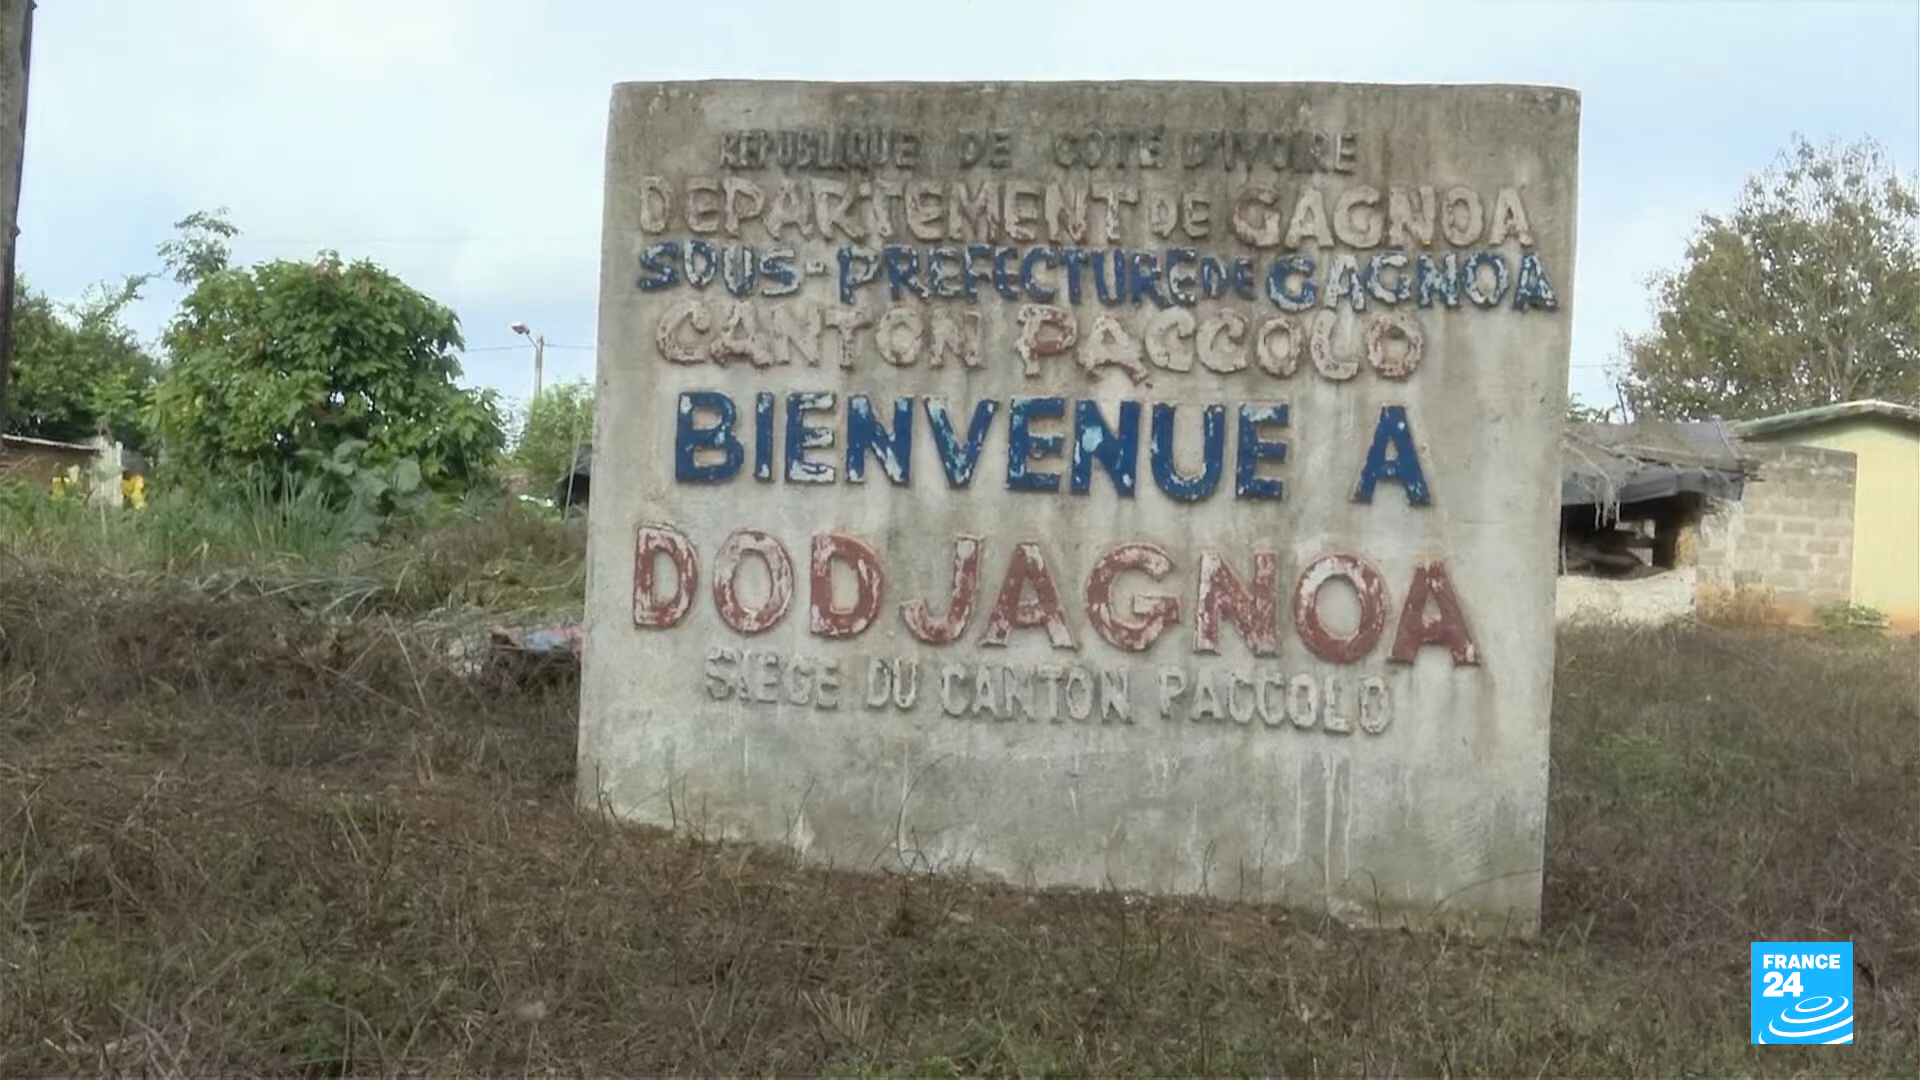 REPUBLIQUE DE CÔTE D'IVOIRE
DEPARTEMENT DE GAGNOA
SOUS-PREFECTURE DE GAGNOA
CANTON PACCOLO
BIENVENUE A
DODJAGNOA
SIEGE DU CANTON PACCOLO
FRANCE
24